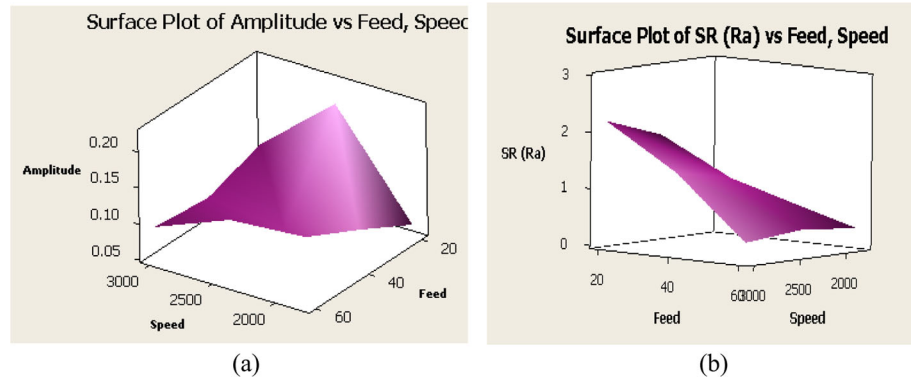 Surface Plot of Amplitude vs Feed, Speed
0.20
0.15
Amplitude
0.10
0.05
3000
2500
Speed
2000
60
40
Feed
20
(a)
Surface Plot of SR (Ra) vs Feed, Speed
3
2
SR (Ra)
1
0
20
40
60
3000
2500
2000
Feed
Speed
(b)